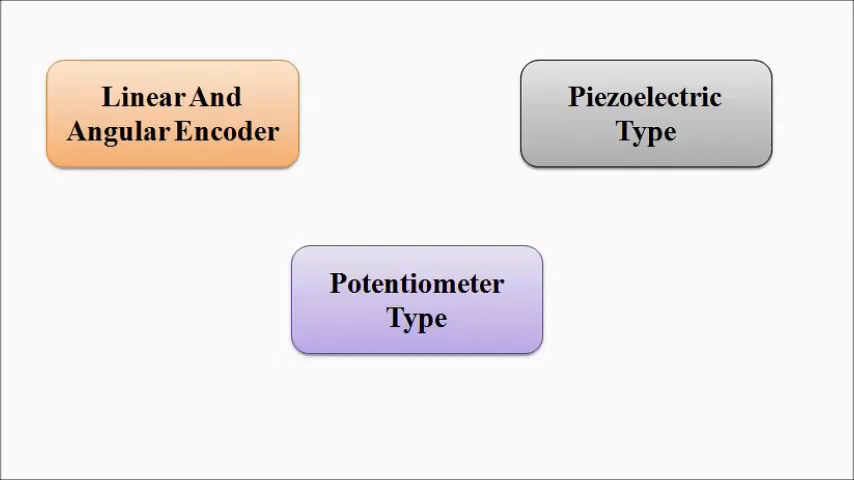 Linear And
Angular Encoder
Piezoelectric
Type
Potentiometer
Type